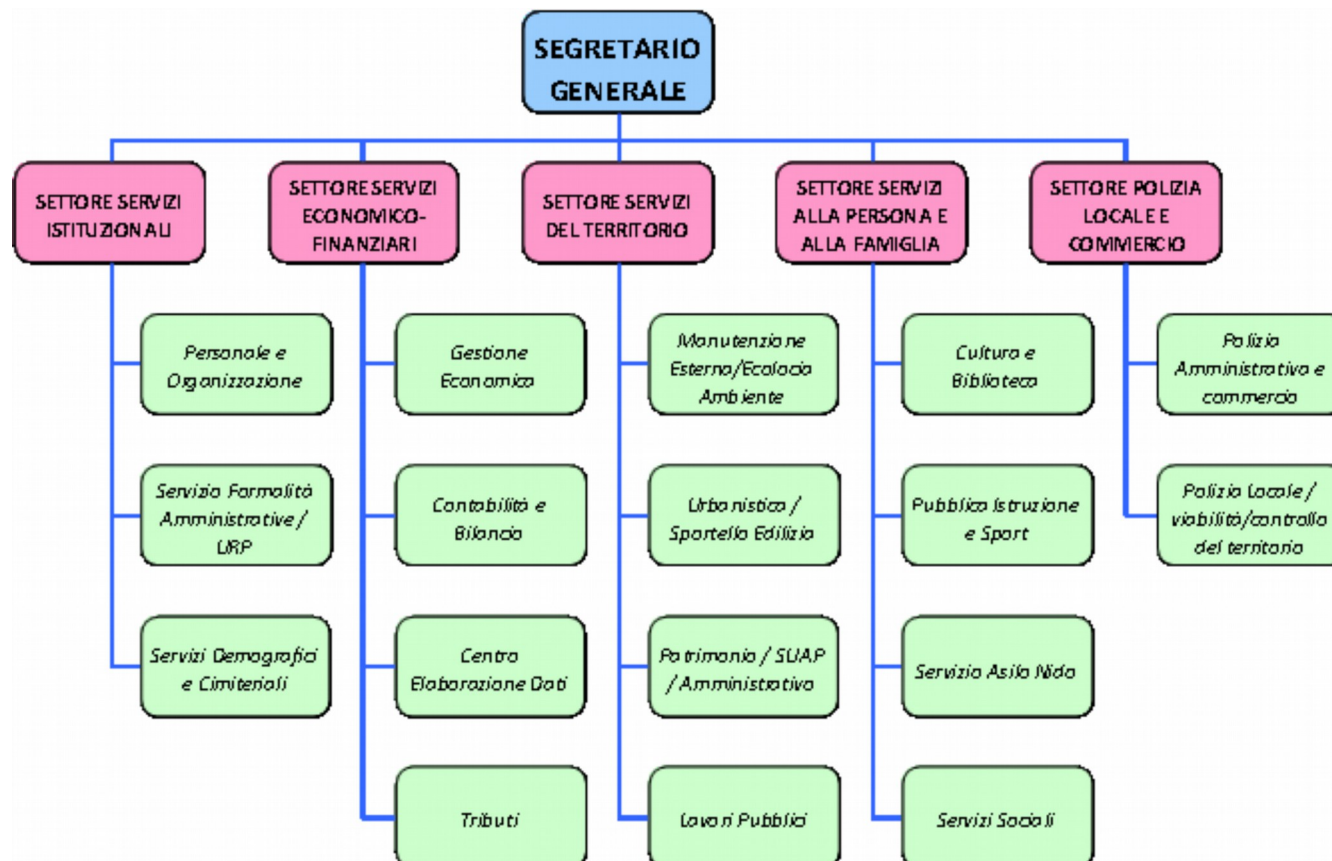 SEGRETARIO
GENERALE
SETTORE SERVIZI
ISTITUZIONALI
SETTORE SERVIZI
ECONOMICO-
FINANZIARI
SETTORE SERVIZI
DEL TERRITORIO
SETTORE SERVIZI
ALLA PERSONA E
ALLA FAMIGLIA
SETTORE POLIZIA
LOCALE E
COMMERCIO
Personale e
Organizzazione
Gestione
Economica
Manutenzione
Esterna/Ecolocia
Ambiente
Cultura e
Biblioteca
Polizia
Amministrativa e
commercio
Servizio Formalità
Amministrative /
URP
Contabilità e
Bilancio
Urbanistica /
Sportello Edilizia
Pubblica Istruzione
e Sport
Polizia Locale /
viabilità/controllo
del territorio
Servizi Demografici
e Cimiteriali
Centro
Elaborazione Dati
Patrimonio / SUAP
/ Amministrativo
Servizio Asilo Nido
Tributi
Lavori Pubblici
Servizi Sociali